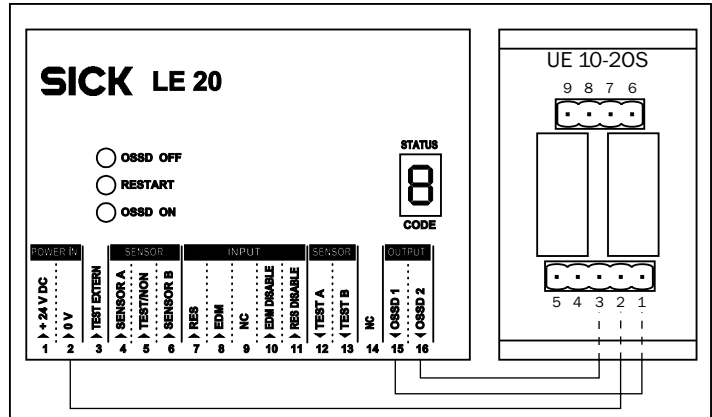 SICK LE 20
UE 10-20S
9 8 7 6
OSSD OFF
RESTART
OSSD ON
STATUS
8
CODE
POWER IN
SENSOR
INPUT
SENSOR
OUTPUT
+ 24 V DC
0 V
TEST EXTERN
SENSOR A
TEST/NON
SENSOR B
RES
EDM
NC
EDM DISABLE
RES DISABLE
TEST A
TEST B
NC
OSSD 1
OSSD 2
1 2 3 4 5 6 7 8 9 10 11 12 13 14 15 16
5 4 3 2 1